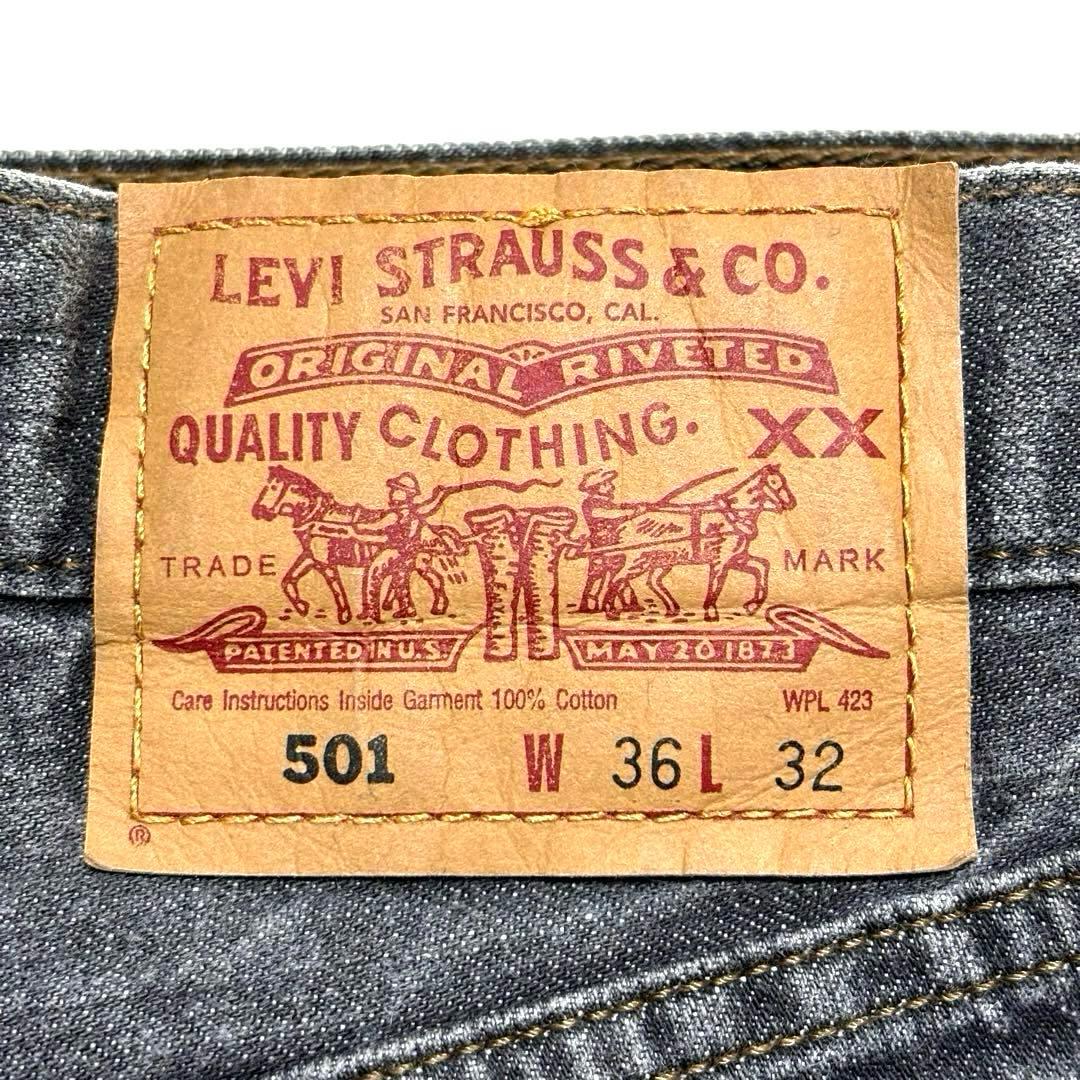 LEVI STRAUSS & CO.
SAN FRANCISCO, CAL.
ORIGINAL RIVETED
QUALITY CLOTHING. XX
TRADE MARK
PATENTED IN U.S. MAY 20 1873
Care Instructions Inside Garment 100% Cotton WPL 423
501 W 36 L 32
®